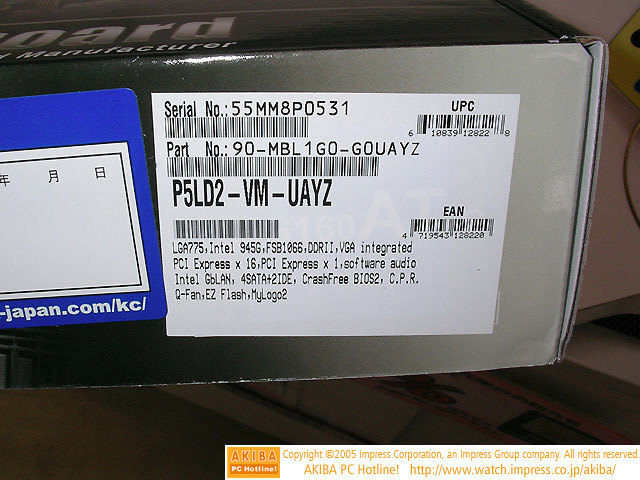 oard
Manufacturer
Serial No.:55MM8P0531
UPC
6 10839 12822 8
Part No.:90-MBL1G0-G0UAYZ
P5LD2-VM-UAYZ
EAN
4 719543 128220
LGA775,Intel 945G,FSB1066,DDRII,VGA integrated
PCI Express x 16,PCI Express x 1,software audio
Intel GbLAN, 4SATA+2IDE, CrashFree BIOS2, C.P.R.
Q-Fan,EZ Flash,MyLogo2
年 月 日
-japan.com/kc/
AKIBA
PC Hotline!
Copyright ©2005 Impress Corporation, an Impress Group company. All rights reserved.
AKIBA PC Hotline! http://www.watch.impress.co.jp/akiba/